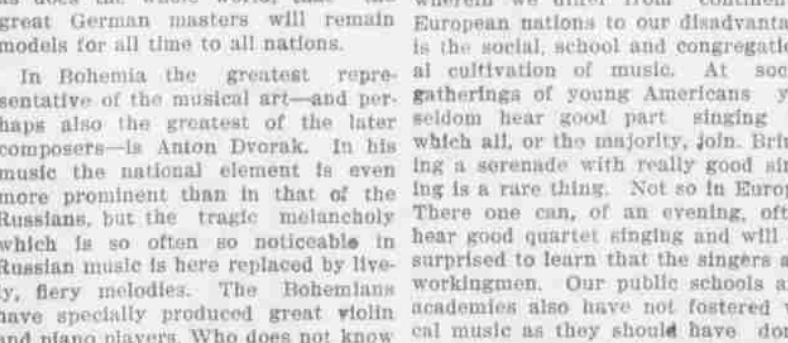 great German masters will remain
models for all time to all nations.
In Bohemia the greatest repre-
sentative of the musical art—and per-
haps also the greatest of the later
composers—is Anton Dvorak. In his
music the national element is even
more prominent than in that of the
Russians, but the tragic melancholy
which is so often so noticeable in
Russian music is here replaced by live-
ly, fiery melodies. The Bohemians
have specially produced great violin
and piano players. Who does not know
European nations to our disadvanta
is the social, school and congregatio
al cultivation of music. At soc
gatherings of young Americans y
seldom hear good part singing
which all, or the majority, join. Brin
ing a serenade with really good sin
ing is a rare thing. Not so in Europ
There one can, of an evening, oft
hear good quartet singing and will
surprised to learn that the singers a
workingmen. Our public schools a
academies also have not fostered v
cal music as they should have don